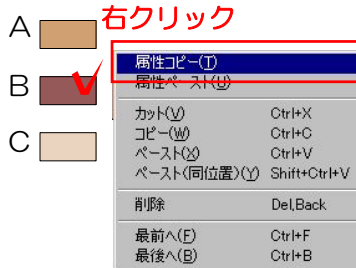 右クリック
A
B
C
属性コピー(T)
属性ペースト(U)
カット(V) Ctrl+X
コピー(W) Ctrl+C
ペースト(X) Ctrl+V
ペースト(同位置)(Y) Shift+Ctrl+V
削除 Del,Back
最前へ(F) Ctrl+F
最後へ(B) Ctrl+B